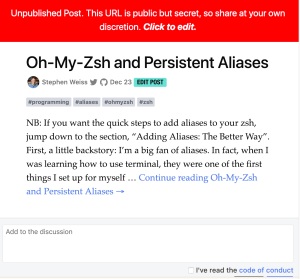 Unpublished Post. This URL is public but secret, so share at your own
discretion. Click to edit.
Oh-My-Zsh and Persistent Aliases
Stephen Weiss Dec 23 EDIT POST
#programming #aliases #ohmyzsh #zsh
NB: If you want the quick steps to add aliases to your zsh,
jump down to the section, “Adding Aliases: The Better Way”.
First, a little backstory: I’m a big fan of aliases. In fact, when I
was learning how to use terminal, they were one of the first
things I set up for myself … Continue reading Oh-My-Zsh
and Persistent Aliases →
Add to the discussion
I've read the code of conduct